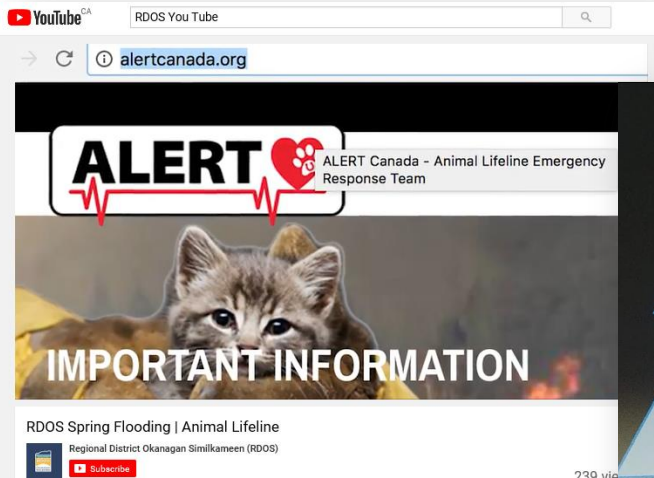 YouTube CA
RDOS You Tube
alertcanada.org
ALERT
U
ALERT Canada - Animal Lifeline Emergency
Response Team
IMPORTANT INFORMATION
RDOS Spring Flooding | Animal Lifeline
Regional District Okanagan Similkameen (RDOS)
Subscribe
239 vie